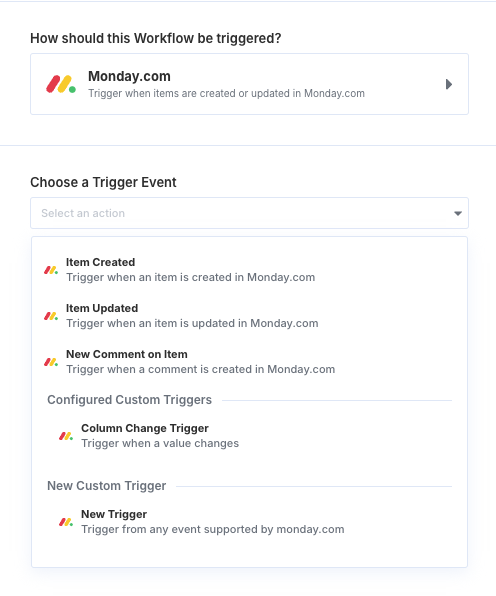 How should this Workflow be triggered?
Monday.com
Trigger when items are created or updated in Monday.com
Choose a Trigger Event
Select an action
Item Created
Trigger when an item is created in Monday.com
Item Updated
Trigger when an item is updated in Monday.com
New Comment on Item
Trigger when a comment is created in Monday.com
Configured Custom Triggers
Column Change Trigger
Trigger when a value changes
New Custom Trigger
New Trigger
Trigger from any event supported by monday.com